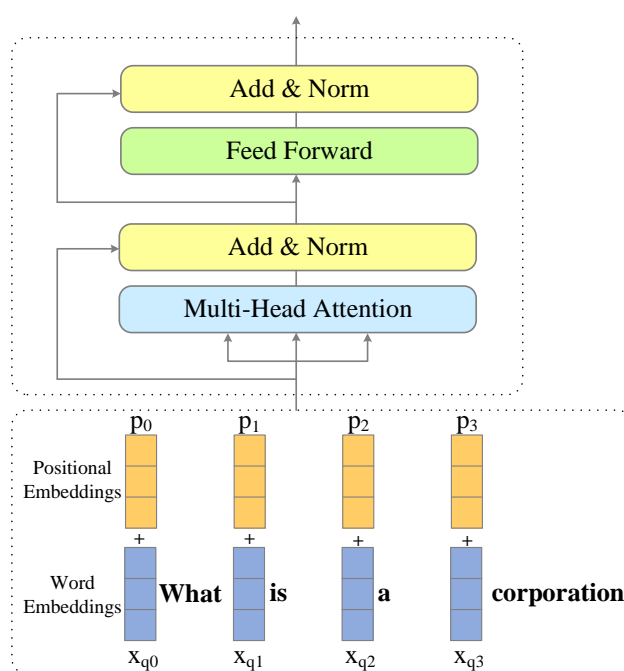 Add & Norm
Feed Forward
Add & Norm
Multi-Head Attention
p0 p1 p2 p3
Positional
Embeddings
+ + + +
Word
Embeddings
What is a corporation
xq0 xq1 xq2 xq3